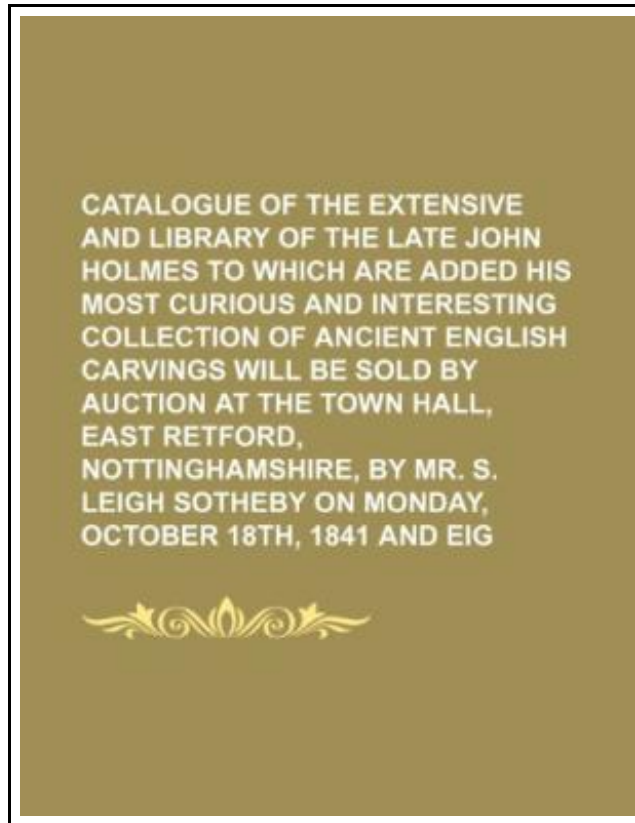 CATALOGUE OF THE EXTENSIVE
AND LIBRARY OF THE LATE JOHN
HOLMES TO WHICH ARE ADDED HIS
MOST CURIOUS AND INTERESTING
COLLECTION OF ANCIENT ENGLISH
CARVINGS WILL BE SOLD BY
AUCTION AT THE TOWN HALL,
EAST RETFORD,
NOTTINGHAMSHIRE, BY MR. S.
LEIGH SOTHEBY ON MONDAY,
OCTOBER 18TH, 1841 AND EIG